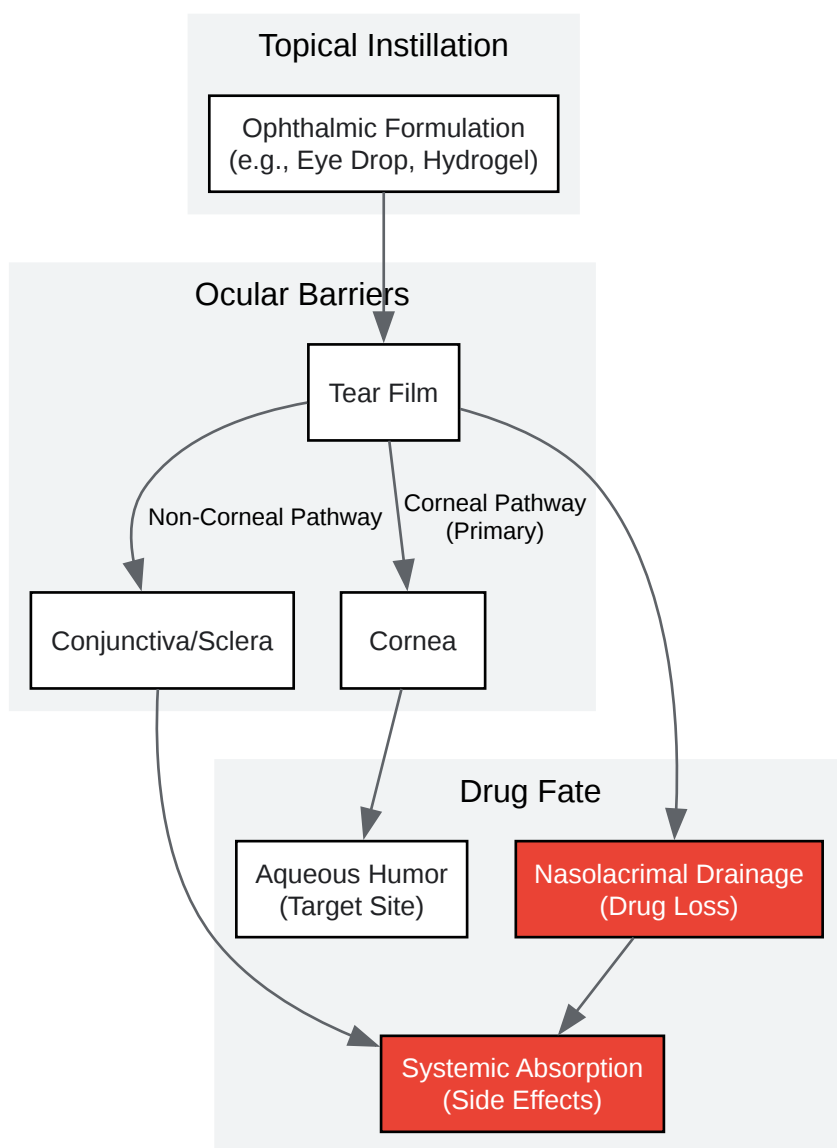 Topical Instillation
Ophthalmic Formulation
(e.g., Eye Drop, Hydrogel)
Ocular Barriers
Tear Film
Non-Corneal Pathway
Corneal Pathway
(Primary)
Conjunctiva/Sclera
Cornea
Drug Fate
Aqueous Humor
(Target Site)
Nasolacrimal Drainage
(Drug Loss)
Systemic Absorption
(Side Effects)